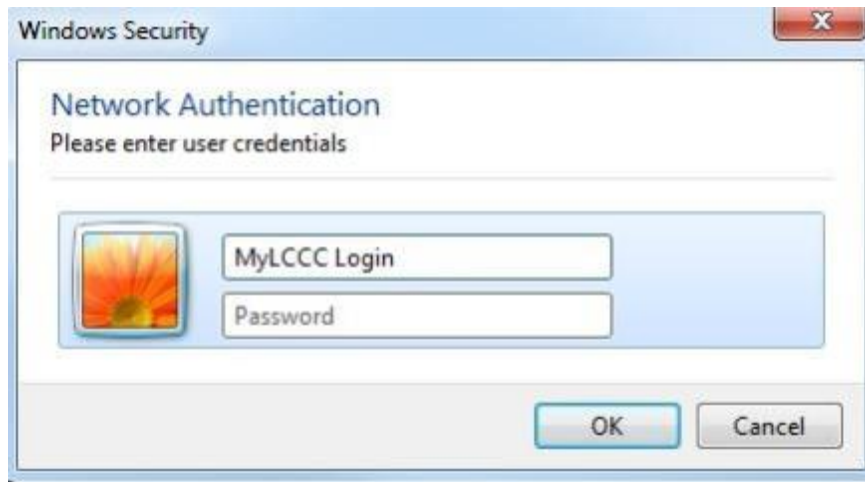 Windows Security
Network Authentication
Please enter user credentials
MyLCCC Login
Password
OK Cancel